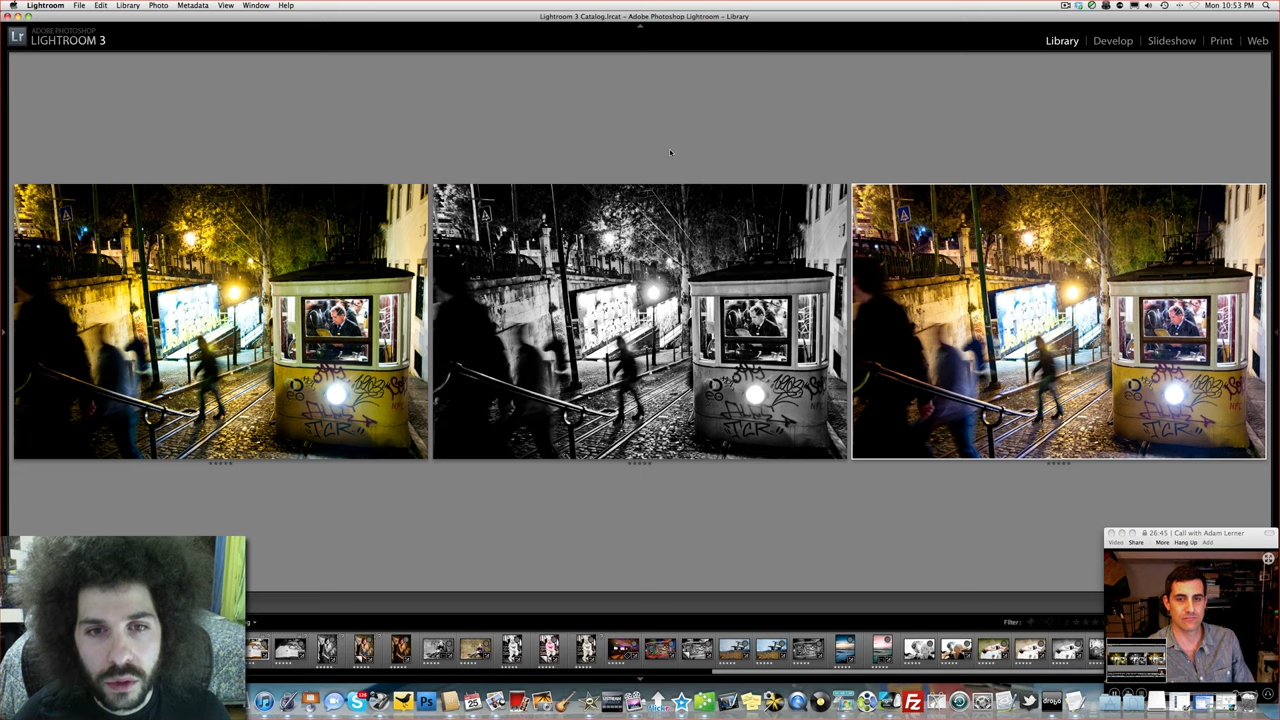 Lightroom File Edit Library Photo Metadata View Window Help Mon 10:53 PM
Lightroom 3 Catalog.lrcat - Adobe Photoshop Lightroom - Library
Lr ADOBE PHOTOSHOP
LIGHTROOM 3
Library | Develop | Slideshow | Print | Web
26:45 | Call with Adam Lerner
Video Share More Hang Up Add
Filter: